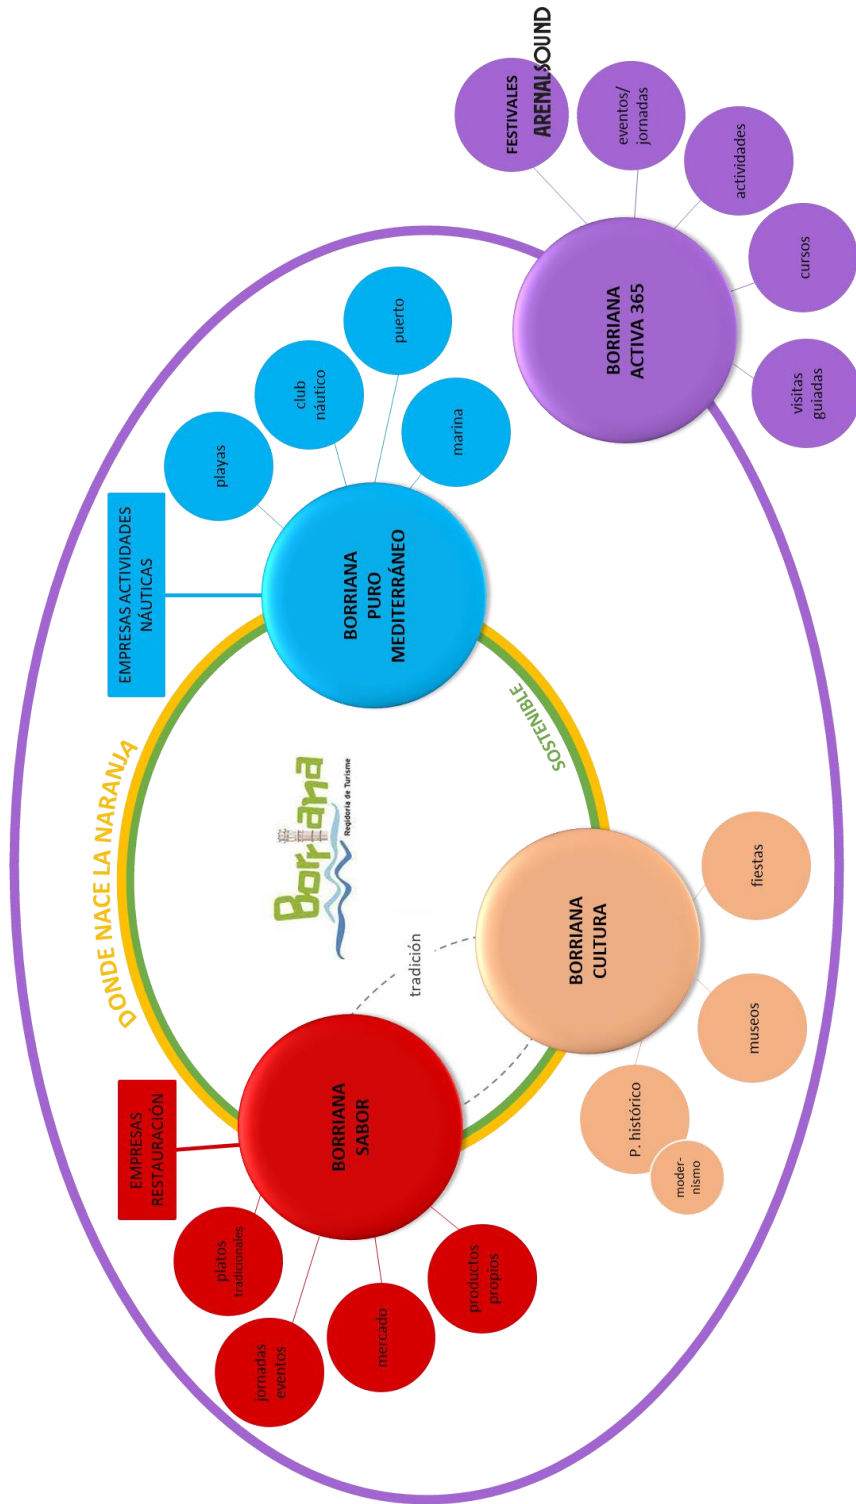 DONDE NACE LA NARANJA
EMPRESAS
RESTAURACIÓN
platos
tradicionales
jornadas
eventos
mercado
productos
propios
BORRIANA
SABOR
tradición
Borriana
Regidoria de Turisme
EMPRESAS ACTIVIDADES
NÁUTICAS
playas
club
náutico
puerto
marina
BORRIANA
PURO
MEDITERRÁNEO
SOSTENIBLE
BORRIANA
CULTURA
P. histórico
moder-
nismo
museos
fiestas
BORRIANA
ACTIVA 365
FESTIVALES
ARENALSOUND
eventos/
jornadas
actividades
cursos
visitas
guiadas